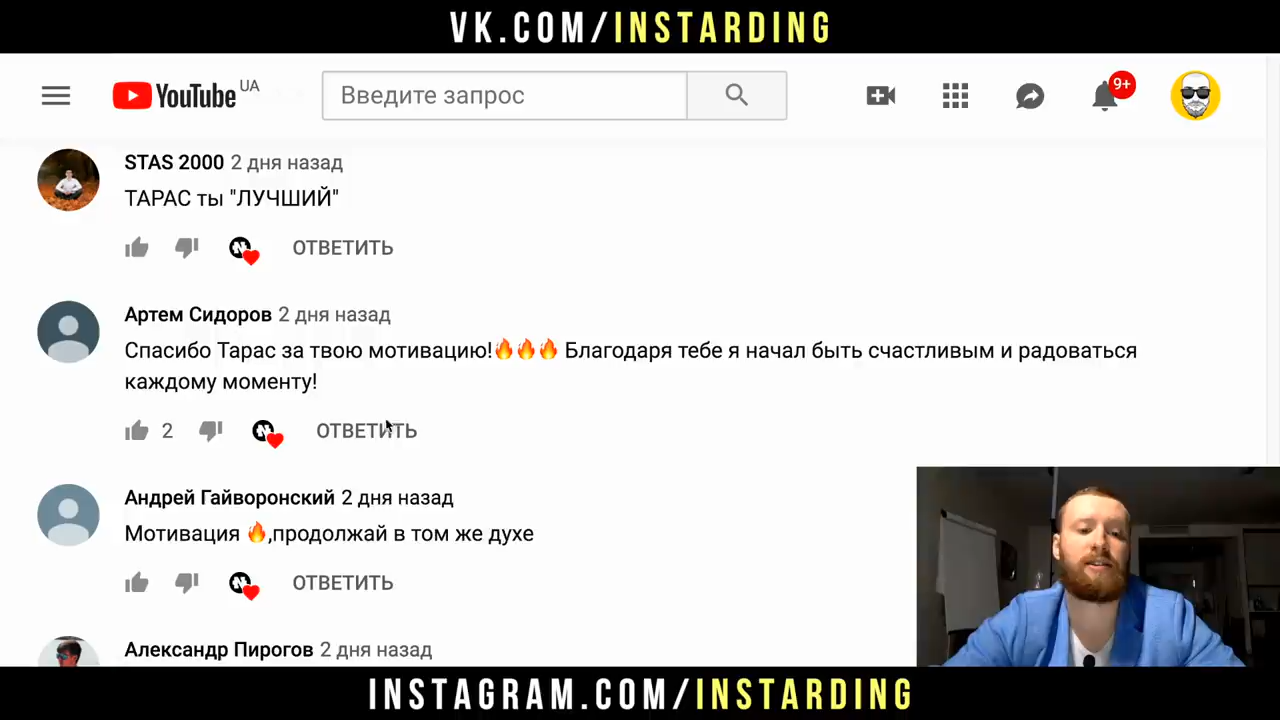 VK.COM/INSTARDING
YouTube UA
Введите запрос
9+
STAS 2000 2 дня назад
ТАРАС ты "ЛУЧШИЙ"
ОТВЕТИТЬ
Артем Сидоров 2 дня назад
Спасибо Тарас за твою мотивацию!🔥🔥🔥 Благодаря тебе я начал быть счастливым и радоваться
каждому моменту!
2 ОТВЕТИТЬ
Андрей Гайворонский 2 дня назад
Мотивация 🔥,продолжай в том же духе
ОТВЕТИТЬ
Александр Пирогов 2 дня назад
INSTAGRAM.COM/INSTARDING